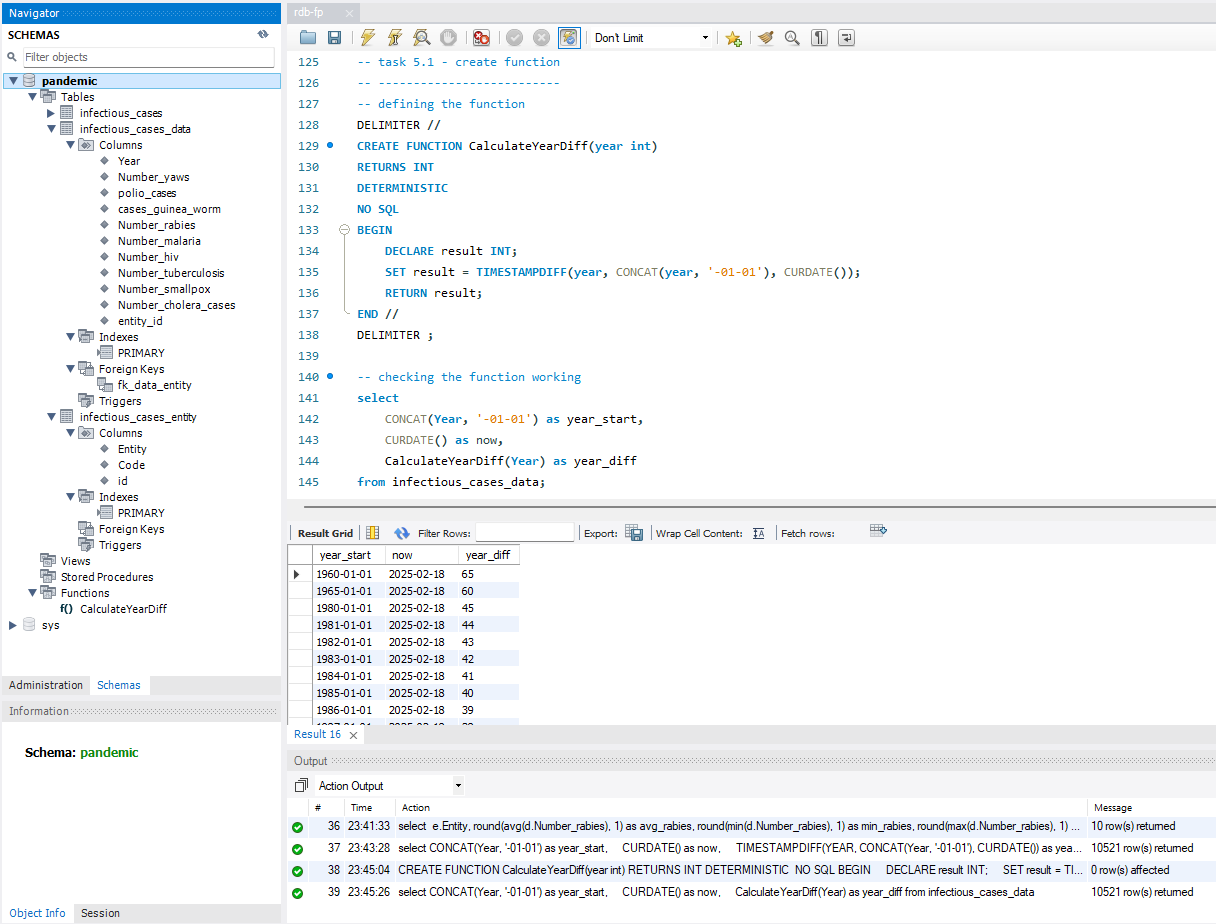 Navigator
SCHEMAS
Filter objects
pandemic
Tables
infectious_cases
infectious_cases_data
Columns
Year
Number_yaws
polio_cases
cases_guinea_worm
Number_rabies
Number_malaria
Number_hiv
Number_tuberculosis
Number_smallpox
Number_cholera_cases
entity_id
Indexes
PRIMARY
Foreign Keys
fk_data_entity
Triggers
infectious_cases_entity
Columns
Entity
Code
id
Indexes
PRIMARY
Foreign Keys
Triggers
Views
Stored Procedures
Functions
f() CalculateYearDiff
sys
Administration Schemas
Information
Schema: pandemic
Object Info Session
rdb-fp
Don't Limit
125 -- task 5.1 - create function
126 -- --------------------------
127 -- defining the function
128 DELIMITER //
129 CREATE FUNCTION CalculateYearDiff(year int)
130 RETURNS INT
131 DETERMINISTIC
132 NO SQL
133 BEGIN
134 DECLARE result INT;
135 SET result = TIMESTAMPDIFF(year, CONCAT(year, '-01-01'), CURDATE());
136 RETURN result;
137 END //
138 DELIMITER ;
139
140 -- checking the function working
141 select
142 CONCAT(Year, '-01-01') as year_start,
143 CURDATE() as now,
144 CalculateYearDiff(Year) as year_diff
145 from infectious_cases_data;
Result Grid Filter Rows: Export: Wrap Cell Content: Fetch rows:
year_start now year_diff
1960-01-01 2025-02-18 65
1965-01-01 2025-02-18 60
1980-01-01 2025-02-18 45
1981-01-01 2025-02-18 44
1982-01-01 2025-02-18 43
1983-01-01 2025-02-18 42
1984-01-01 2025-02-18 41
1985-01-01 2025-02-18 40
1986-01-01 2025-02-18 39
Result 16
Output
Action Output
# Time Action Message
36 23:41:33 select e.Entity, round(avg(d.Number_rabies), 1) as avg_rabies, round(min(d.Number_rabies), 1) as min_rabies, round(max(d.Number_rabies), 1) ... 10 row(s) returned
37 23:43:28 select CONCAT(Year, '-01-01') as year_start, CURDATE() as now, TIMESTAMPDIFF(YEAR, CONCAT(Year, '-01-01'), CURDATE()) as yea... 10521 row(s) returned
38 23:45:04 CREATE FUNCTION CalculateYearDiff(year int) RETURNS INT DETERMINISTIC NO SQL BEGIN DECLARE result INT; SET result = TI... 0 row(s) affected
39 23:45:26 select CONCAT(Year, '-01-01') as year_start, CURDATE() as now, CalculateYearDiff(Year) as year_diff from infectious_cases_data 10521 row(s) returned